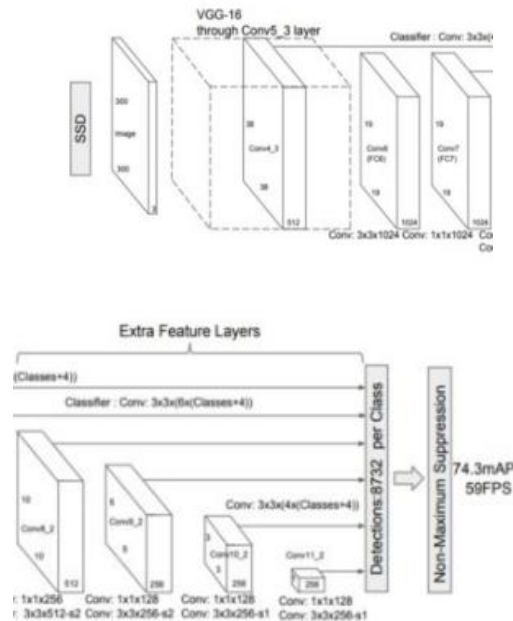 VGG-16
through Conv5_3 layer
Classifier : Conv: 3x3x(4
SSD
300
Image
300
3
38
Conv4_3
38
512
19
Conv6
(FC6)
19
1024
19
Conv7
(FC7)
19
1024
Conv: 3x3x1024 Conv: 1x1x1024 Co
Con
Extra Feature Layers
(Classes+4))
Classifier : Conv: 3x3x(6x(Classes+4))
10
Conv8_2
10
512
5
Conv9_2
5
256
Conv: 3x3x(4x(Classes+4))
3
Conv10_2
3
256
Conv11_2
256
: 1x1x256 Conv: 1x1x128 Conv: 1x1x128 Conv: 1x1x128
: 3x3x512-s2 Conv: 3x3x256-s2 Conv: 3x3x256-s1 Conv: 3x3x256-s1
Detections:8732 per Class
Non-Maximum Suppression
74.3mAP
59FPS